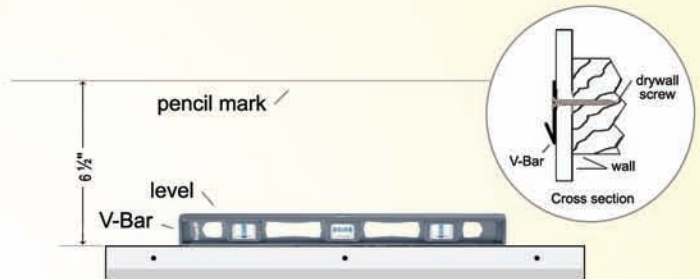 pencil mark
6 ½"
level
V-Bar
drywall
screw
V-Bar
wall
Cross section